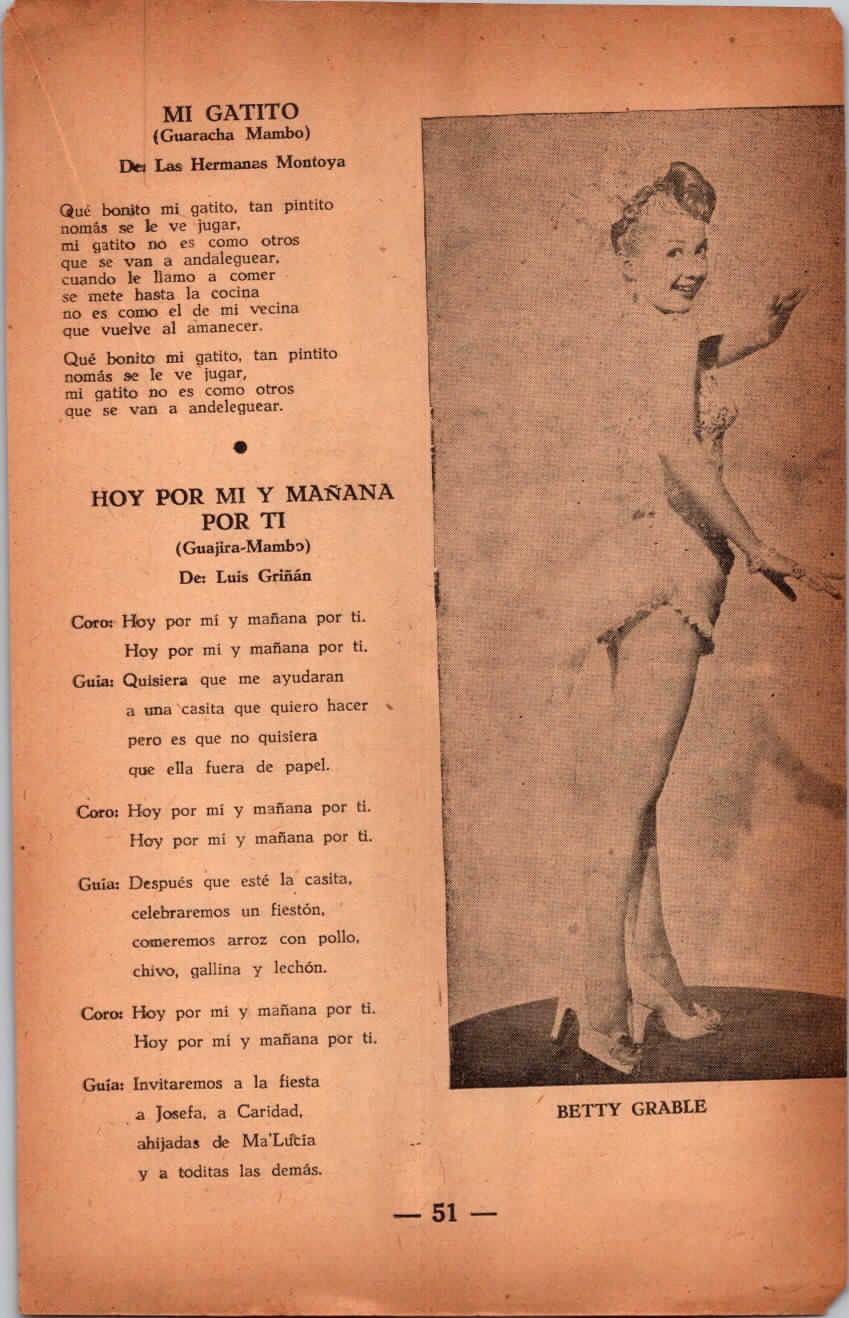 MI GATITO
(Guaracha Mambo)
De: Las Hermanas Montoya
Qué bonito mi gatito, tan pintito
nomás se le ve jugar,
mi gatito no es como otros
que se van a andaleguear,
cuando le llamo a comer
se mete hasta la cocina
no es como el de mi vecina
que vuelve al amanecer.
Qué bonito mi gatito, tan pintito
nomás se le ve jugar,
mi gatito no es como otros
que se van a andeleguear.
HOY POR MI Y MAÑANA
POR TI
(Guajira-Mambo)
De: Luis Griñán
Coro: Hoy por mí y mañana por ti.
Hoy por mí y mañana por ti.
Guía: Quisiera que me ayudaran
a una casita que quiero hacer
pero es que no quisiera
que ella fuera de papel.
Coro: Hoy por mí y mañana por ti.
Hoy por mí y mañana por ti.
Guía: Después que esté la casita,
celebraremos un fiestón,
comeremos arroz con pollo,
chivo, gallina y lechón.
Coro: Hoy por mi y mañana por ti.
Hoy por mí y mañana por ti.
Guía: Invitaremos a la fiesta
a Josefa, a Caridad,
ahijadas de Ma'Lucía
y a toditas las demás.
BETTY GRABLE
— 51 —